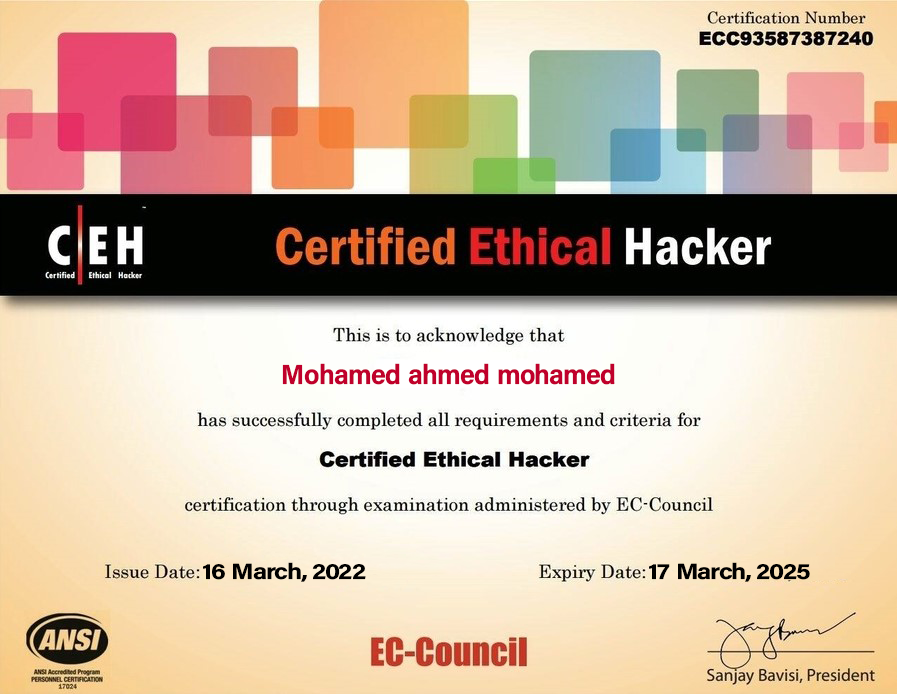 Certification Number
ECC93587387240
C|EH™
Certified Ethical Hacker
Certified Ethical Hacker
This is to acknowledge that
Mohamed ahmed mohamed
has successfully completed all requirements and criteria for
Certified Ethical Hacker
certification through examination administered by EC-Council
Issue Date:16 March, 2022
Expiry Date:17 March, 2025
ANSI
ANSI Accredited Program
PERSONNEL CERTIFICATION
17024
EC-Council
Sanjay Bavisi, President